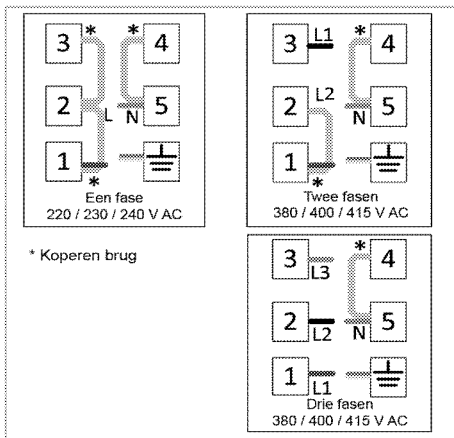 3 * * 4
2 L N 5
1 *
Een fase
220 / 230 / 240 V AC
* Koperen brug
3 L1 * 4
2 L2 N 5
1 *
Twee fasen
380 / 400 / 415 V AC
3 L3 * 4
2 L2 N 5
1 L1
Drie fasen
380 / 400 / 415 V AC